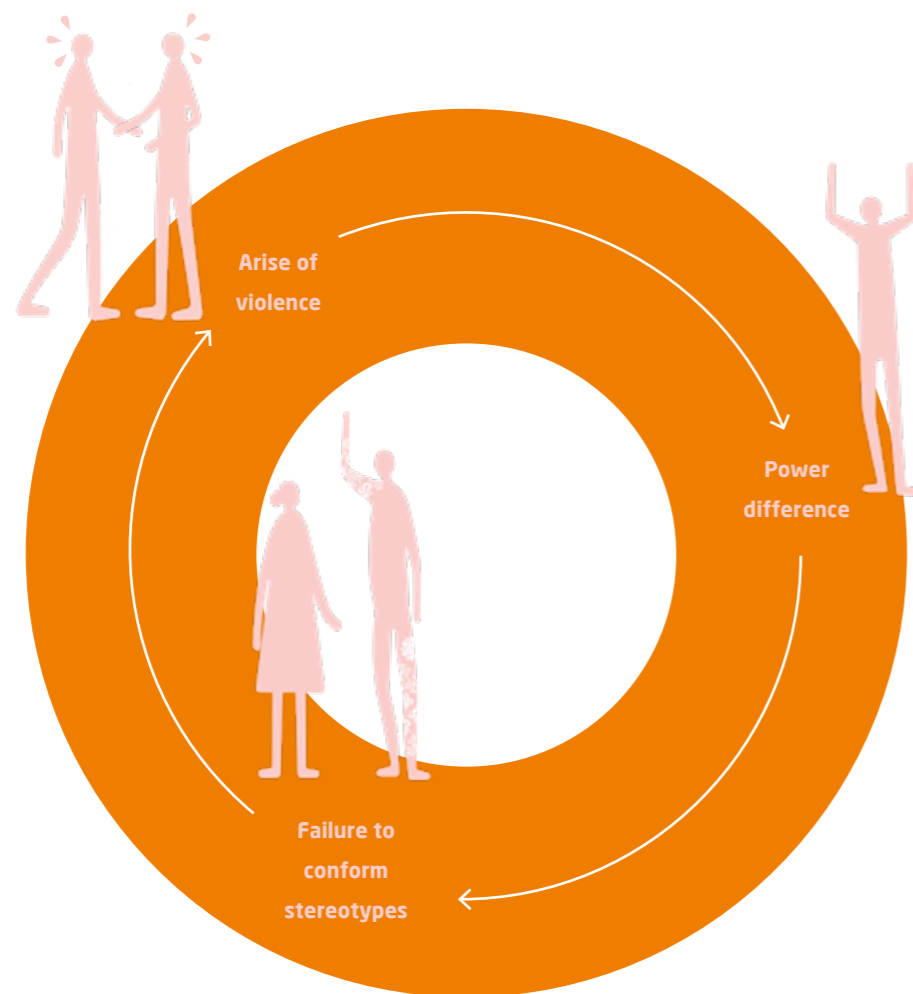 Arise of
violence
Power
difference
Failure to
conform
stereotypes